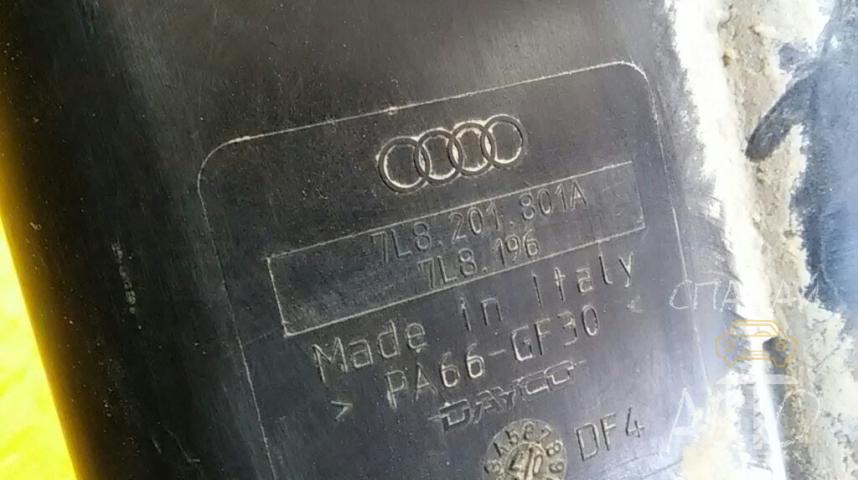 7L8.201.801A
7L8.196
Made in Italy
> PA66-GF30 <
DAYCO
DF4